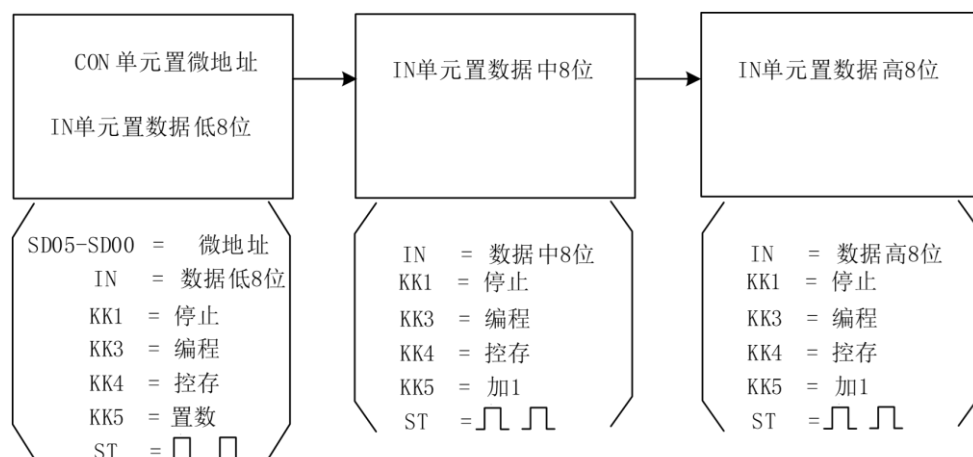 CON单元置微地址
IN单元置数据低8位
IN单元置数据中8位
IN单元置数据高8位
SD05-SD00 = 微地址
IN = 数据低8位
KK1 = 停止
KK3 = 编程
KK4 = 控存
KK5 = 置数
ST =
IN = 数据中8位
KK1 = 停止
KK3 = 编程
KK4 = 控存
KK5 = 加1
ST =
IN = 数据高8位
KK1 = 停止
KK3 = 编程
KK4 = 控存
KK5 = 加1
ST =